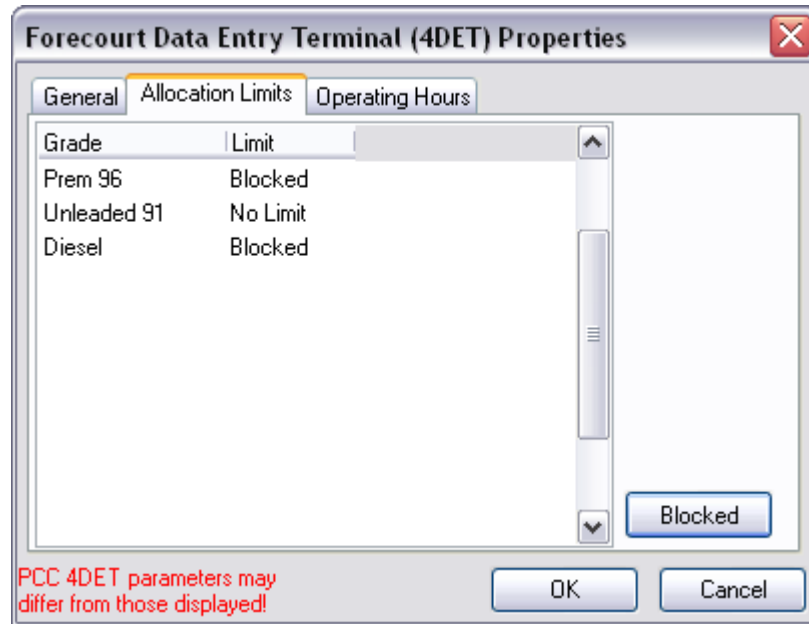 Forecourt Data Entry Terminal (4DET) Properties
General Allocation Limits Operating Hours
Grade Limit
Prem 96 Blocked
Unleaded 91 No Limit
Diesel Blocked
Blocked
PCC 4DET parameters may
differ from those displayed!
OK Cancel